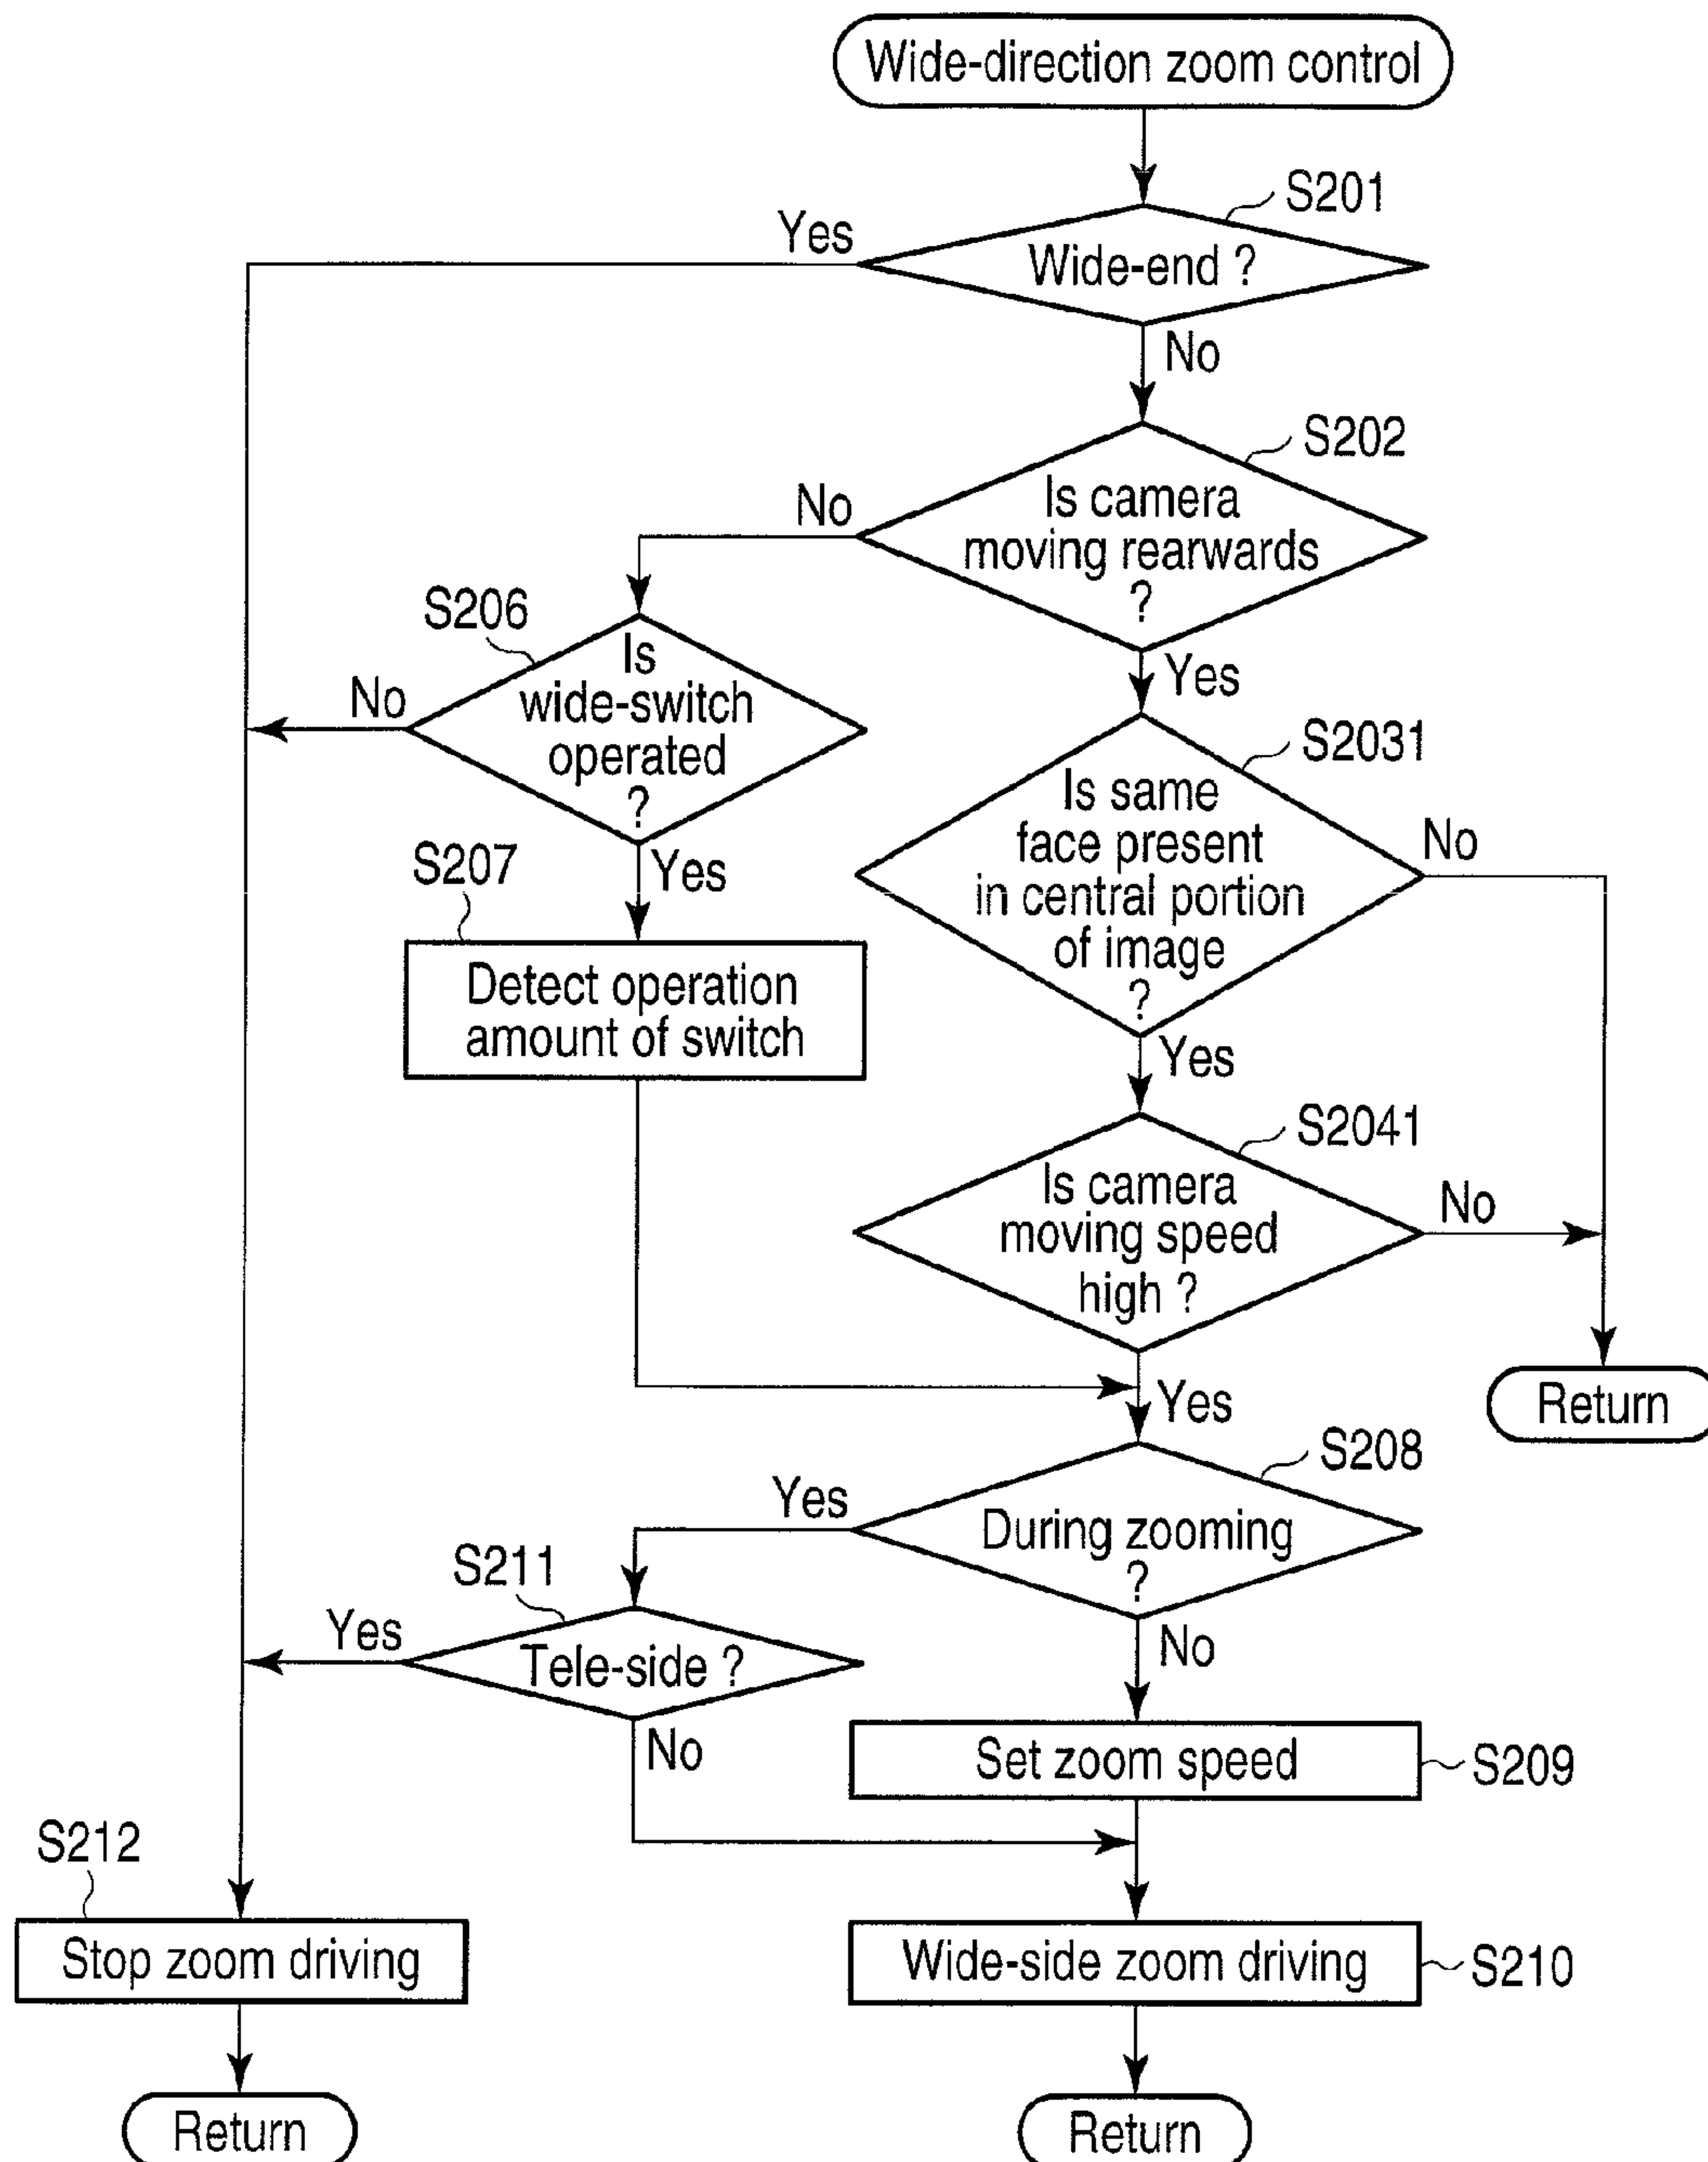 Wide-direction zoom control
S201
Yes
Wide-end ?
No
S202
No
Is camera
moving rearwards
?
S206
Yes
Is
wide-switch
operated
?
No
S2031
Is same
face present
in central portion
of image
?
No
S207
Yes
Detect operation
amount of switch
Yes
S2041
Is camera
moving speed
high ?
No
Yes
Return
S208
Yes
During zooming
?
S211
Yes
Tele-side ?
No
No
Set zoom speed
S209
S212
Stop zoom driving
Wide-side zoom driving
S210
Return
Return